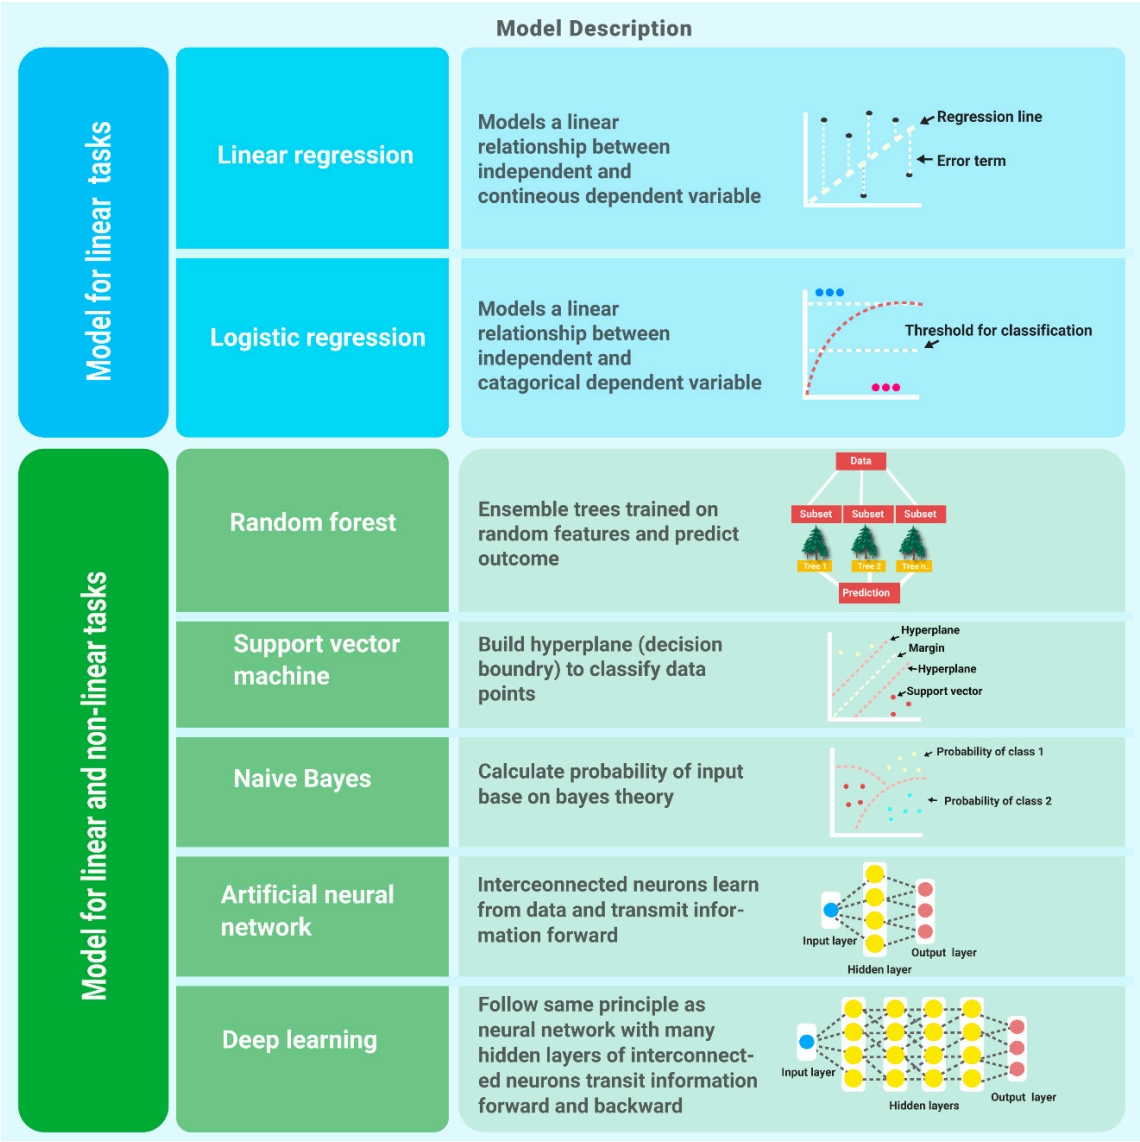 Model Description
Model for linear tasks
Linear regression
Models a linear
relationship between
independent and
contineous dependent variable
Regression line
Error term
Logistic regression
Models a linear
relationship between
independent and
catagorical dependent variable
Threshold for classification
Model for linear and non-linear tasks
Random forest
Ensemble trees trained on
random features and predict
outcome
Data
Subset
Subset
Subset
Tree 1
Tree 2
Tree n..
Prediction
Support vector
machine
Build hyperplane (decision
boundry) to classify data
points
Hyperplane
Margin
Hyperplane
Support vector
Naive Bayes
Calculate probability of input
base on bayes theory
Probability of class 1
Probability of class 2
Artificial neural
network
Interceonnected neurons learn
from data and transmit infor-
mation forward
Input layer
Hidden layer
Output layer
Deep learning
Follow same principle as
neural network with many
hidden layers of interconnect-
ed neurons transit information
forward and backward
Input layer
Hidden layers
Output layer